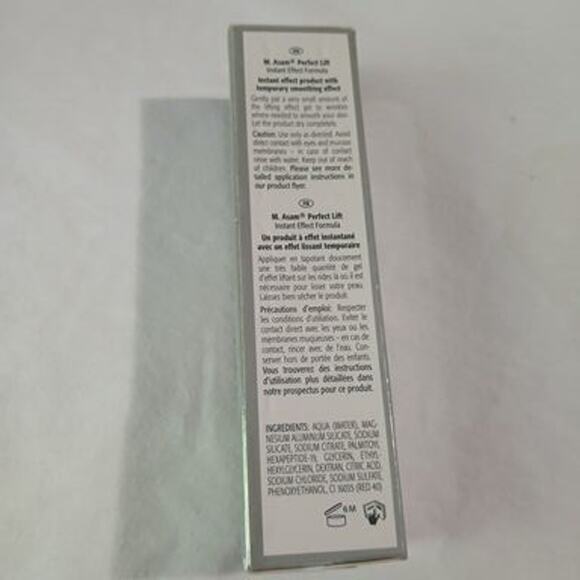 M. Asam® Perfect Lift
Instant Effect Formula
Instant effect product with
temporary smoothing effect
Gently pat a very small amount of
the lifting effect gel to wrinkles
where needed to smooth your skin.
Let the product dry completely.
Caution: Use only as directed. Avoid
direct contact with eyes and mucous
membranes – in case of contact
rinse with water. Keep out of reach
of children. Please see more de-
tailed application instructions in
our product flyer.
FR
M. Asam® Perfect Lift
Instant Effect Formula
Un produit à effet instantané
avec un effet lissant temporaire
Appliquer en tapotant doucement
une très faible quantité de gel
d'effet liftant sur les rides là où il est
nécessaire pour lisser votre peau.
Laisses bien sécher le produit.
Précautions d'emploi: Respecter
les conditions d'utilisation. Eviter le
contact direct avec les yeux ou les
membranes muqueuses – en cas de
contact, rincer avec de l'eau. Con-
server hors de portée des enfants.
Vous trouverez des instructions
d'utilisation plus détaillées dans
notre prospectus pour ce produit.
INGREDIENTS: AQUA (WATER), MAG-
NESIUM ALUMINUM SILICATE, SODIUM
SILICATE, SODIUM CITRATE, PALMITOYL
HEXAPEPTIDE-19, GLYCERIN, ETHYL-
HEXYLGLYCERIN, DEXTRAN, CITRIC ACID,
SODIUM CHLORIDE, SODIUM SULFATE,
PHENOXYETHANOL, CI 16035 (RED 40)
6 M